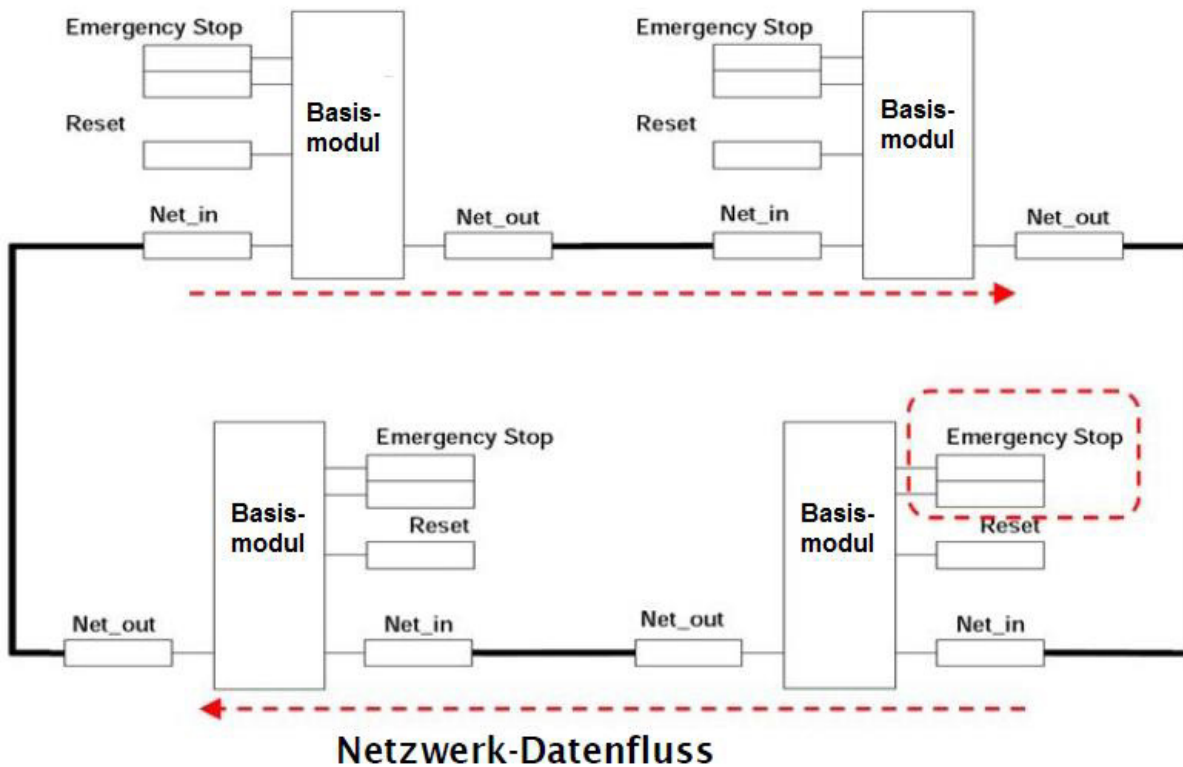 Emergency Stop
Reset
Net_in
Basis-
modul
Net_out
Emergency Stop
Reset
Net_in
Basis-
modul
Net_out
Basis-
modul
Emergency Stop
Reset
Net_out
Net_in
Basis-
modul
Emergency Stop
Reset
Net_out
Net_in
Netzwerk-Datenfluss